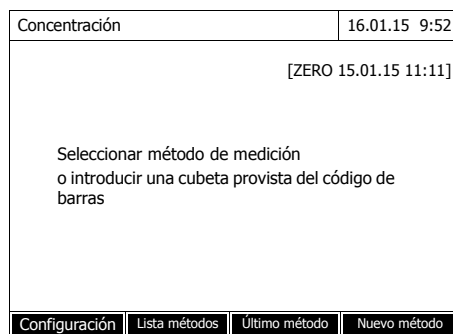 Concentración 16.01.15 9:52
[ZERO 15.01.15 11:11]
Seleccionar método de medición
o introducir una cubeta provista del código de
barras
Configuración Lista métodos Último método Nuevo método